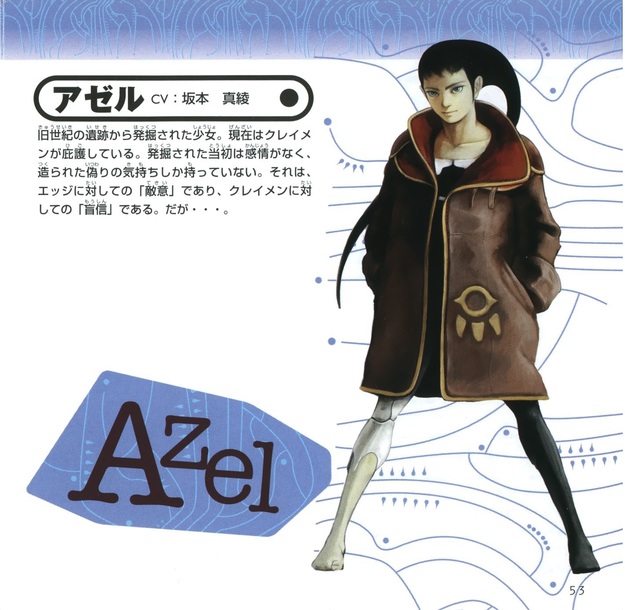 アゼル CV：坂本　真綾
旧世紀の遺跡から発掘された少女。現在はクレイメ
ンが庇護している。発掘された当初は感情がなく、
造られた偽りの気持ちしか持っていない。それは、
エッジに対しての「敵意」であり、クレイメンに対
しての「盲信」である。だが・・・。
Azel
53